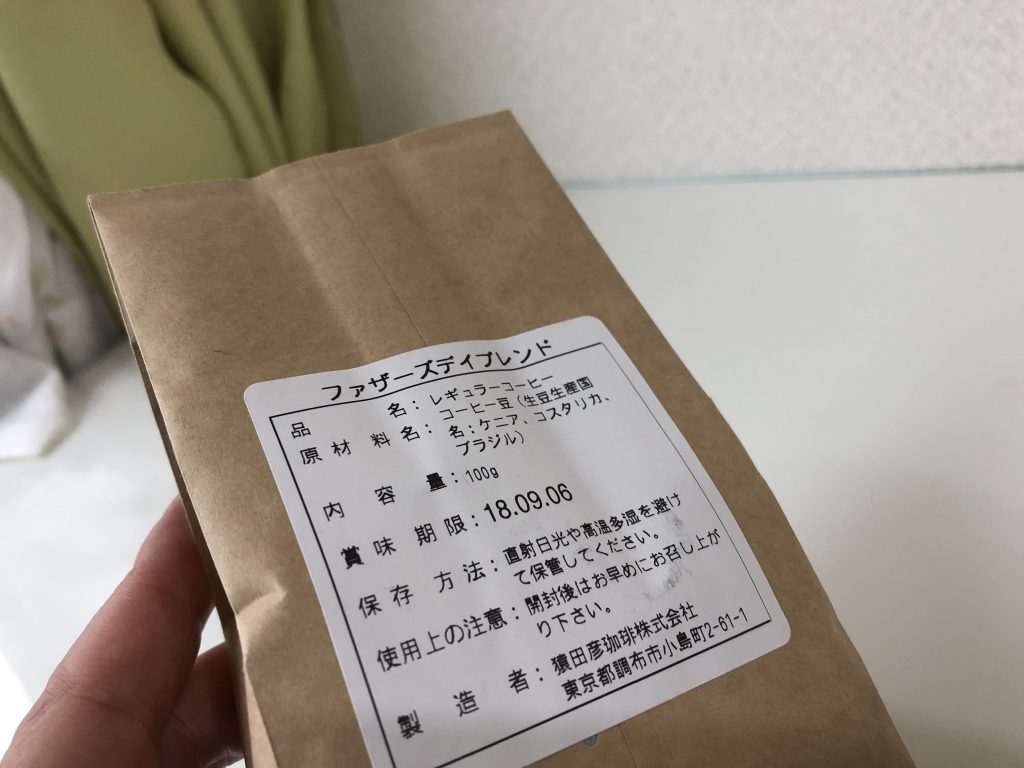 ファザーズデイブレンド
品名：レギュラーコーヒー
原材料名：コーヒー豆（生豆生産国
名：ケニア、コスタリカ、
ブラジル）
内容量：100g
賞味期限：18.09.06
保存方法：直射日光や高温多湿を避け
て保管してください。
使用上の注意：開封後はお早めにお召し上が
り下さい。
製造者：猿田彦珈琲株式会社
東京都調布市小島町2-61-1